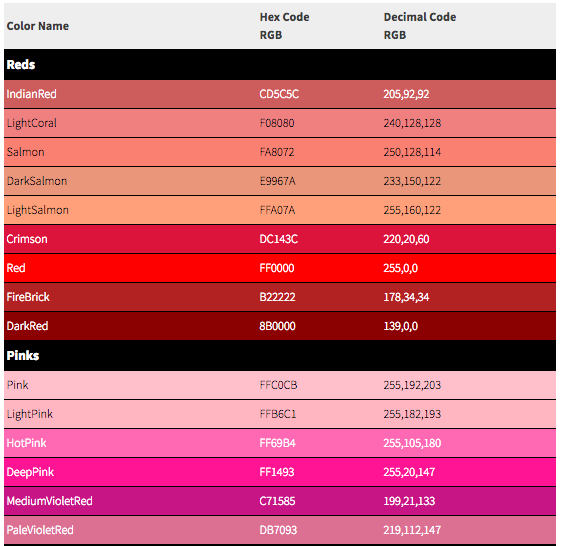 Color Name Hex Code RGB Decimal Code RGB
Reds
IndianRed CD5C5C 205,92,92
LightCoral F08080 240,128,128
Salmon FA8072 250,128,114
DarkSalmon E9967A 233,150,122
LightSalmon FFA07A 255,160,122
Crimson DC143C 220,20,60
Red FF0000 255,0,0
FireBrick B22222 178,34,34
DarkRed 8B0000 139,0,0
Pinks
Pink FFC0CB 255,192,203
LightPink FFB6C1 255,182,193
HotPink FF69B4 255,105,180
DeepPink FF1493 255,20,147
MediumVioletRed C71585 199,21,133
PaleVioletRed DB7093 219,112,147